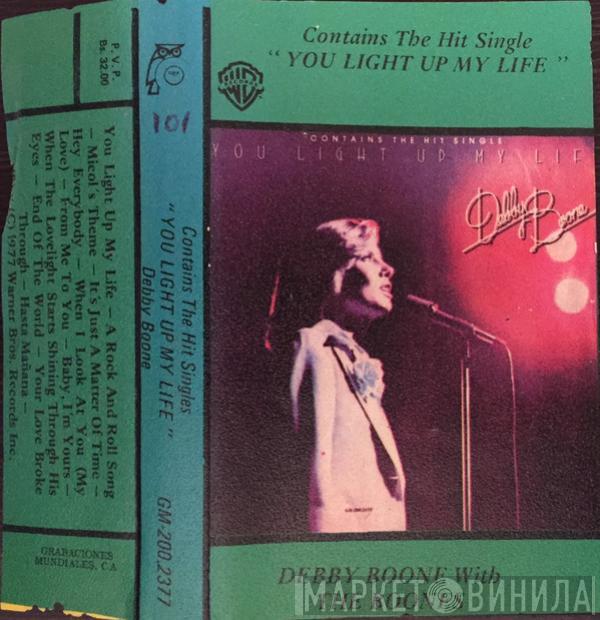 P. V. P.
Bs. 32.00
You Light Up My Life — A Rock And Roll Song
— Micol's Theme — It's Just A Matter Of Time —
Hey Everybody — When I Look At You (My
Love) — From Me To You — Baby, I'm Yours —
When The Lovelight Starts Shining Through His
Eyes — End Of The World — Your Love Broke
Through — Hasta Mañana —
(C) 1977 Warner Bros. Records Inc.
GRABACIONES
MUNDIALES, C.A
101
Contains The Hit Singles
"YOU LIGHT UP MY LIFE"
Debby Boone
GM-200.2377
Contains The Hit Single
"YOU LIGHT UP MY LIFE"
CONTAINS THE HIT SINGLE
YOU LIGHT UP MY LIF
Debby Boone
DEBBY BOONE With
THE BOONES
МАРКЕТ ВИНИЛА